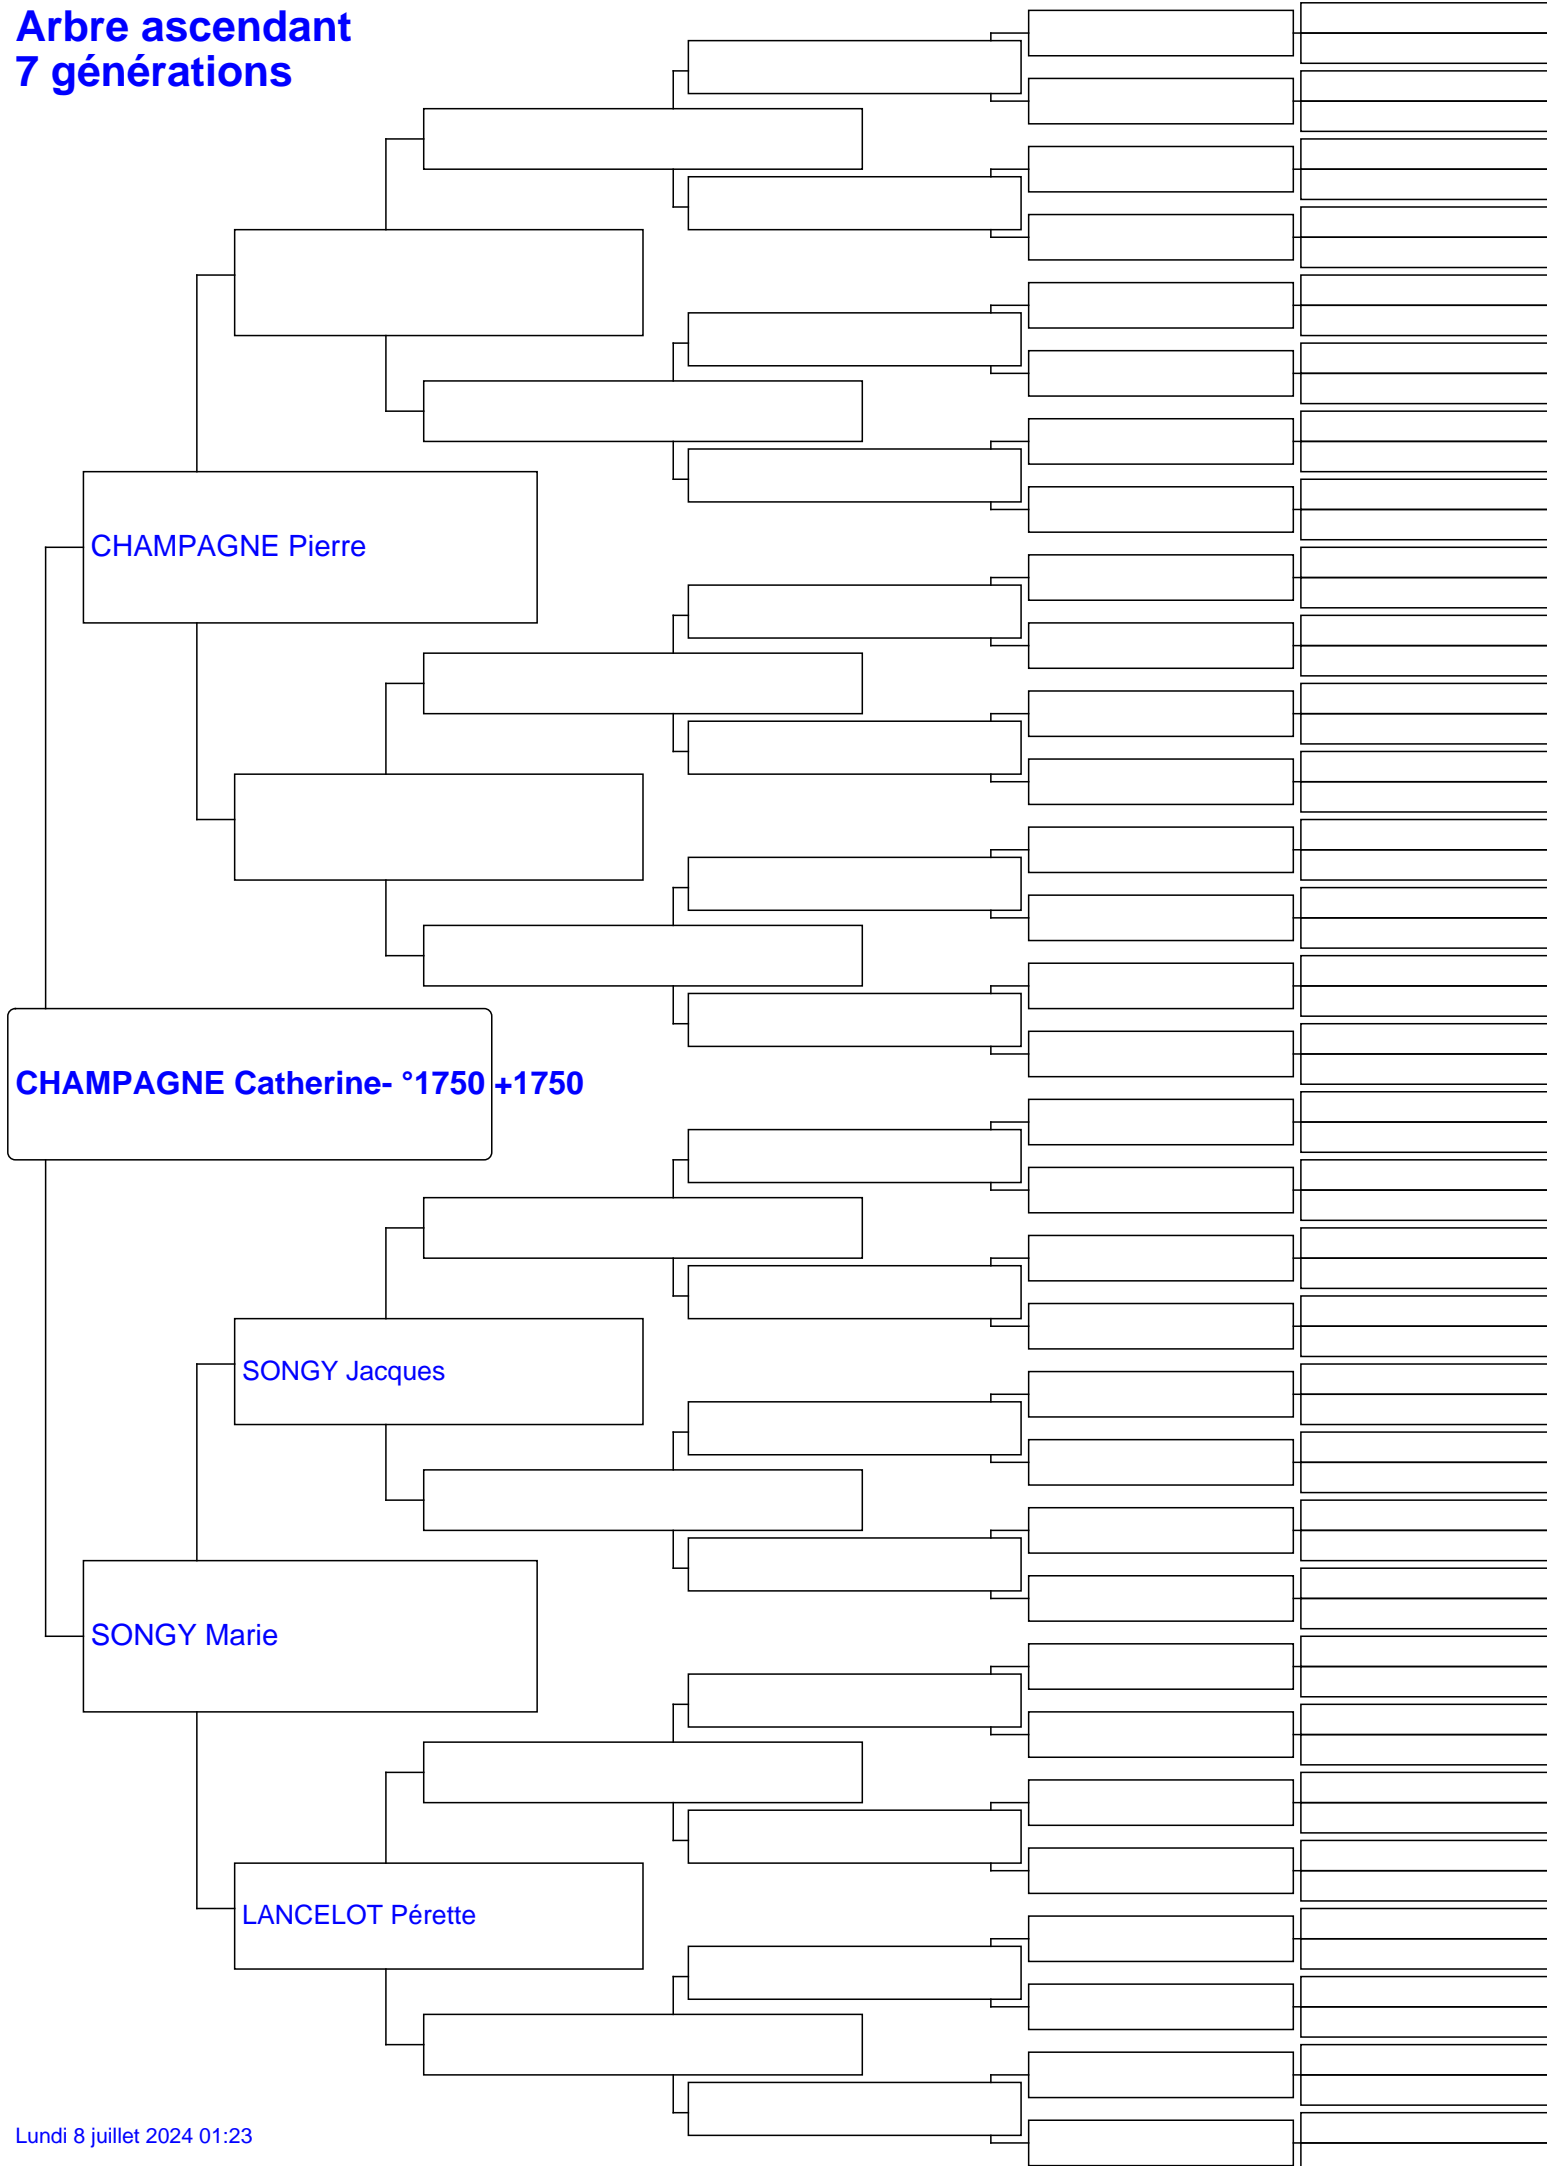 Arbre ascendant
7 générations
CHAMPAGNE Pierre
CHAMPAGNE Catherine- °1750 +1750
SONGY Jacques
SONGY Marie
LANCELOT Pérette
Lundi 8 juillet 2024 01:23